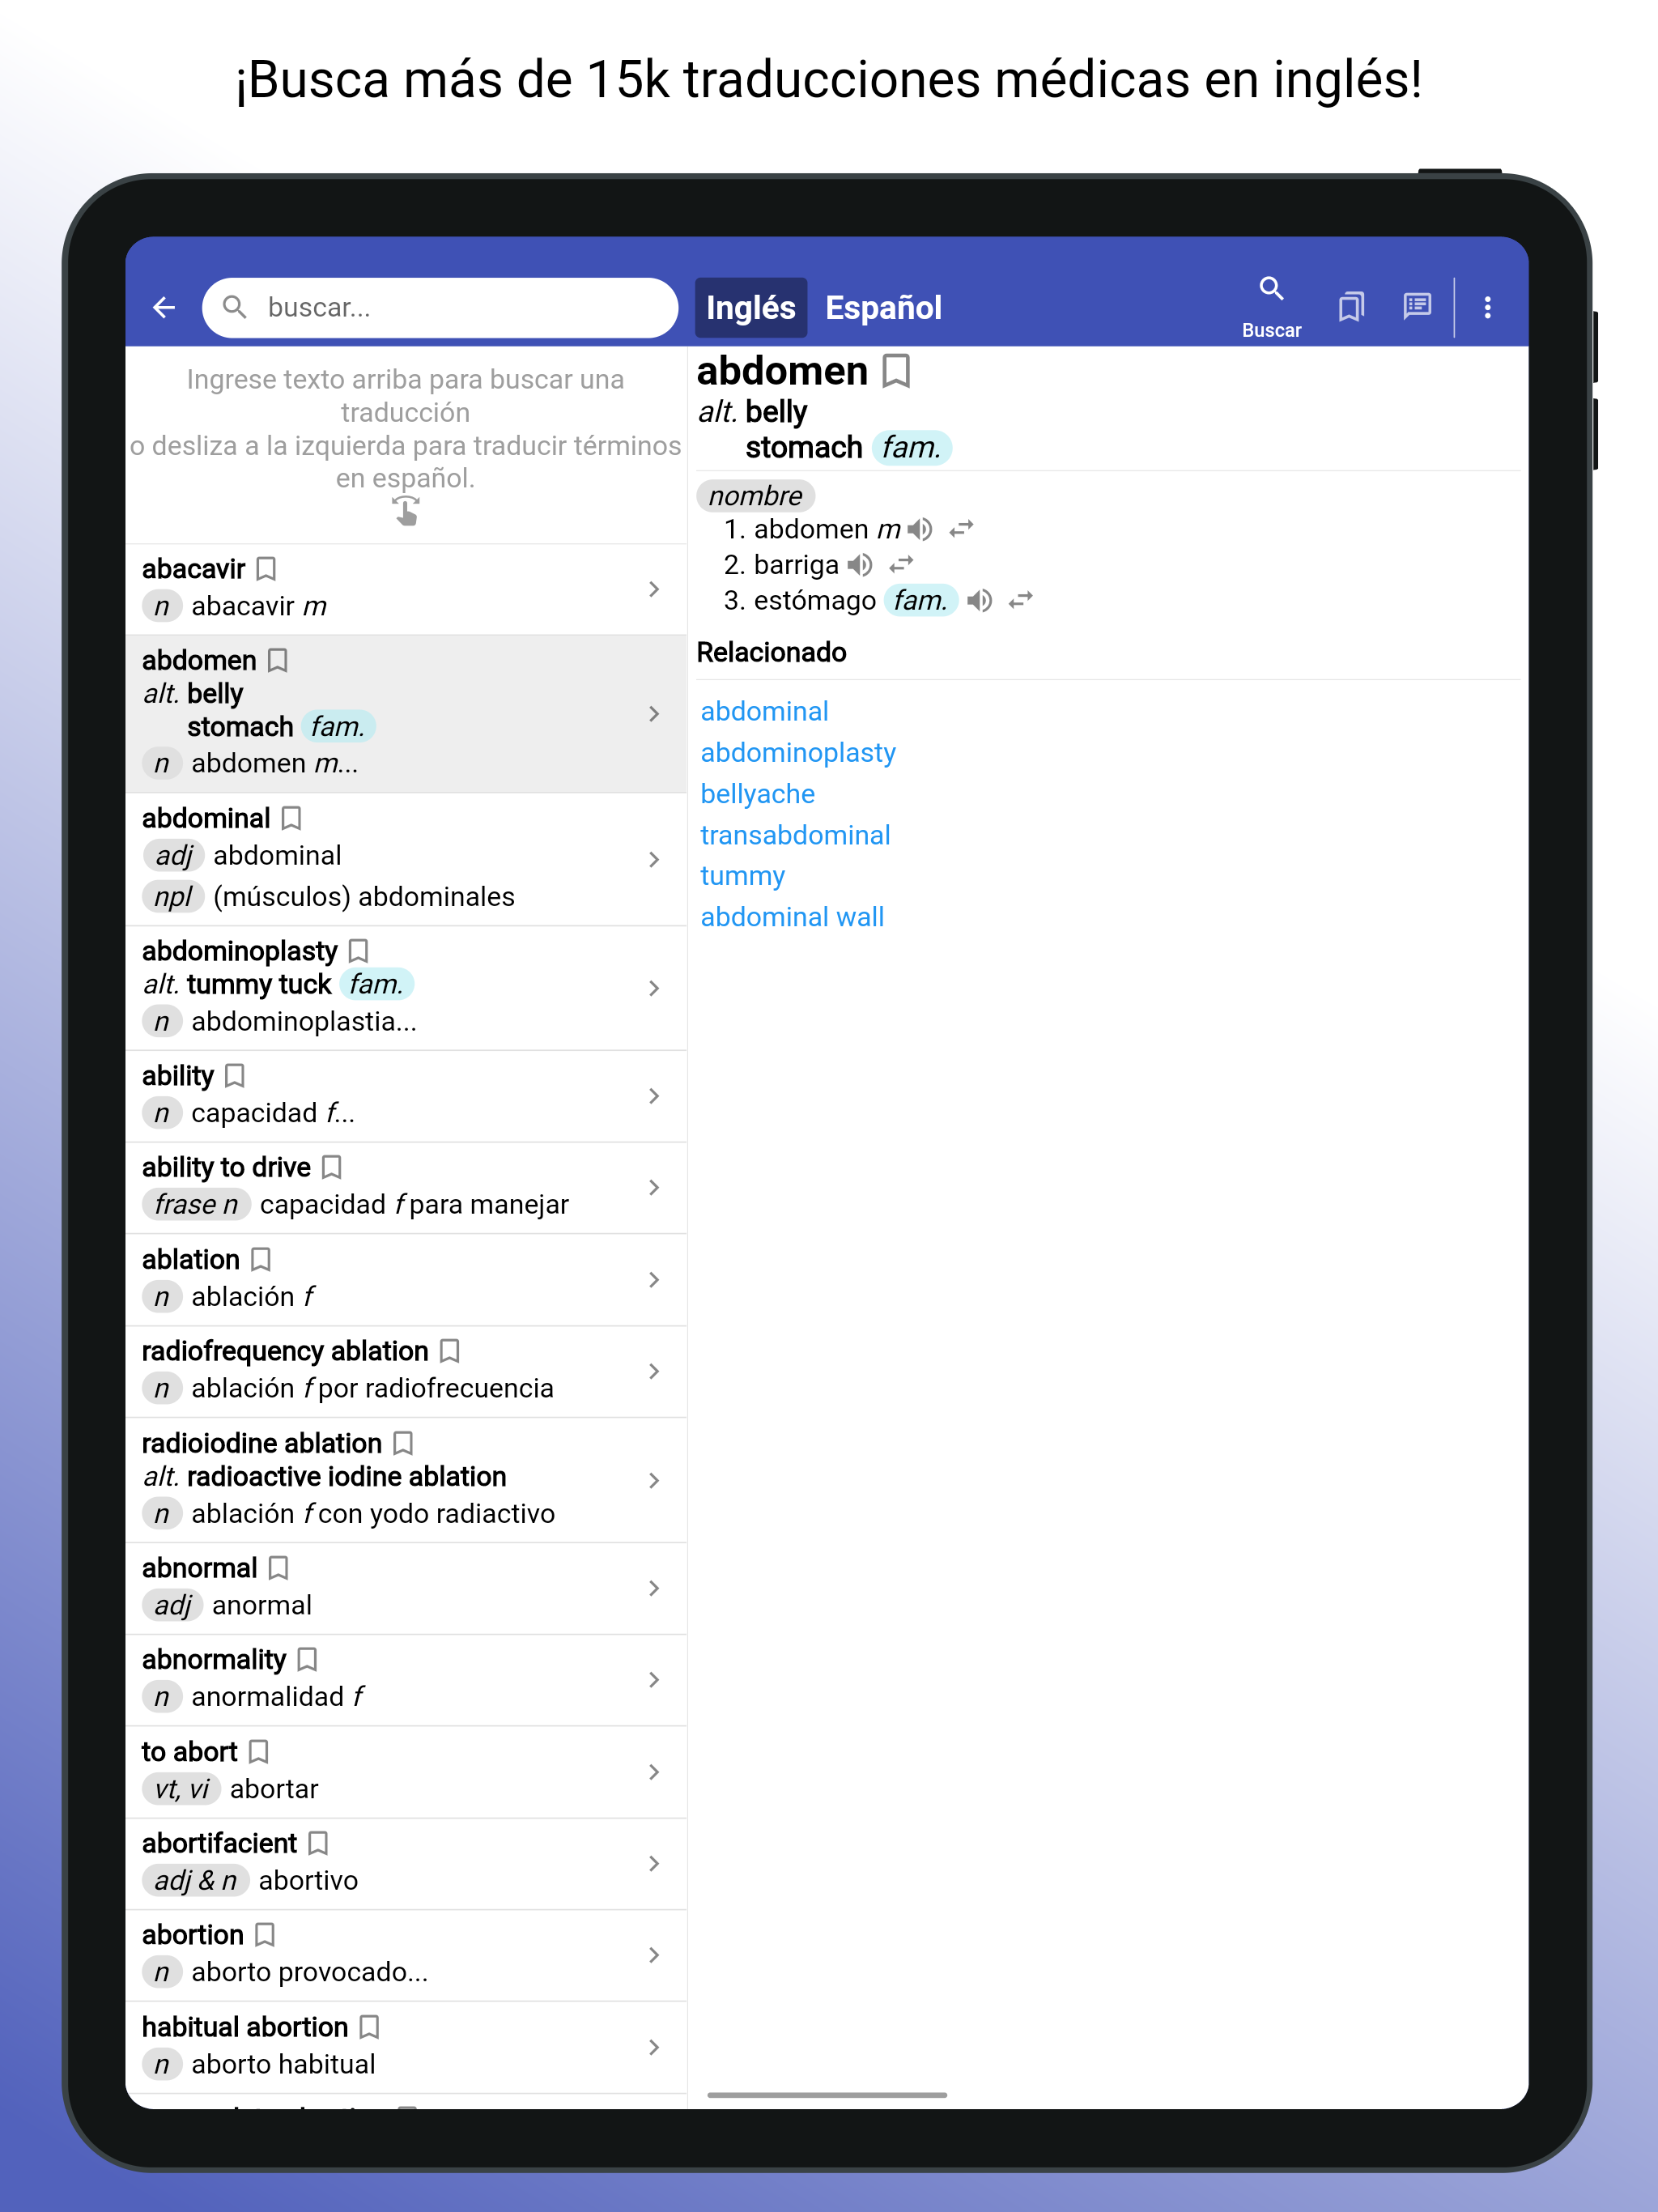 ¡Busca más de 15k traducciones médicas en inglés!
buscar...
Inglés Español
Buscar
Ingrese texto arriba para buscar una
traducción
o desliza a la izquierda para traducir términos
en español.
abacavir
n abacavir m
abdomen
alt. belly
stomach fam.
n abdomen m...
abdominal
adj abdominal
npl (músculos) abdominales
abdominoplasty
alt. tummy tuck fam.
n abdominoplastia...
ability
n capacidad f...
ability to drive
frase n capacidad f para manejar
ablation
n ablación f
radiofrequency ablation
n ablación f por radiofrecuencia
radioiodine ablation
alt. radioactive iodine ablation
n ablación f con yodo radiactivo
abnormal
adj anormal
abnormality
n anormalidad f
to abort
vt, vi abortar
abortifacient
adj & n abortivo
abortion
n aborto provocado...
habitual abortion
n aborto habitual
abdomen
alt. belly
stomach fam.
nombre
1. abdomen m
2. barriga
3. estómago fam.
Relacionado
abdominal
abdominoplasty
bellyache
transabdominal
tummy
abdominal wall